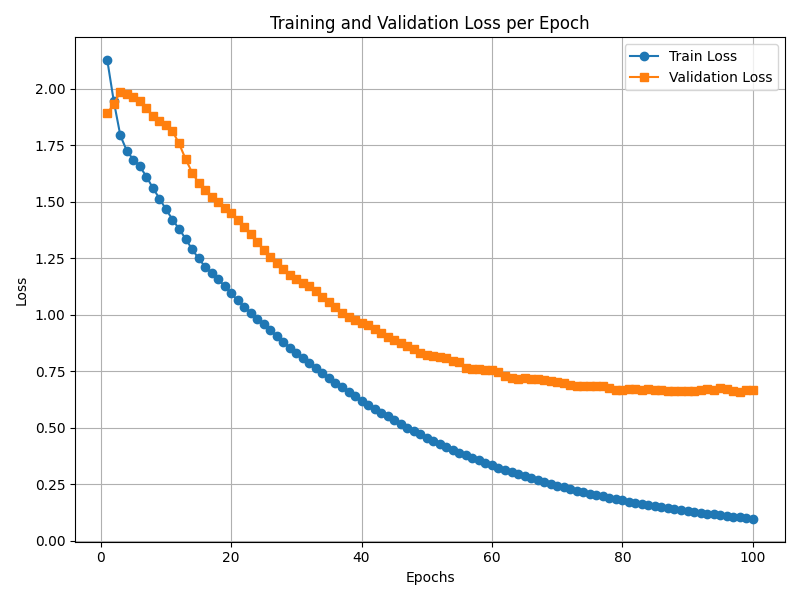 Training and Validation Loss per Epoch
Train Loss
Validation Loss
2.00
1.75
1.50
1.25
1.00
0.75
0.50
0.25
0.00
Loss
0 20 40 60 80 100
Epochs